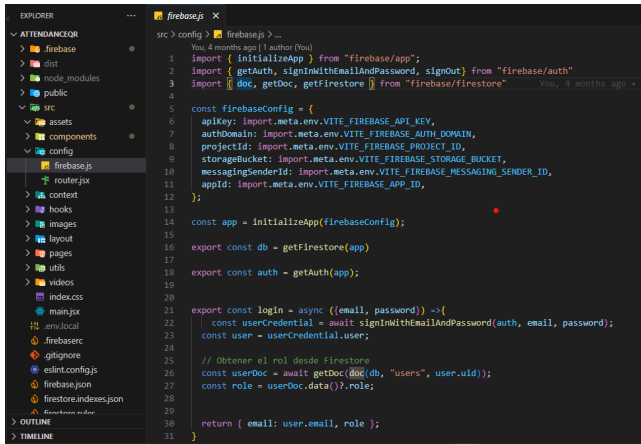 EXPLORER
ATTENDANCEQR
.firebase
dist
node_modules
public
src
assets
components
config
firebase.js
router.jsx
context
hooks
images
layout
pages
utils
videos
index.css
main.jsx
.env.local
.firebaserc
.gitignore
eslint.config.js
firebase.json
firestore.indexes.json
firestore.rules
OUTLINE
TIMELINE
firebase.js
src > config > firebase.js > ...
You, 4 months ago | 1 author (You)
1 import { initializeApp } from "firebase/app";
2 import { getAuth, signInWithEmailAndPassword, signOut} from "firebase/auth"
3 import { doc, getDoc, getFirestore } from "firebase/firestore" You, 4 months ago •
4
5 const firebaseConfig = {
6 apiKey: import.meta.env.VITE_FIREBASE_API_KEY,
7 authDomain: import.meta.env.VITE_FIREBASE_AUTH_DOMAIN,
8 projectId: import.meta.env.VITE_FIREBASE_PROJECT_ID,
9 storageBucket: import.meta.env.VITE_FIREBASE_STORAGE_BUCKET,
10 messagingSenderId: import.meta.env.VITE_FIREBASE_MESSAGING_SENDER_ID,
11 appId: import.meta.env.VITE_FIREBASE_APP_ID,
12 };
13
14 const app = initializeApp(firebaseConfig);
15
16 export const db = getFirestore(app)
17
18 export const auth = getAuth(app);
19
20
21 export const login = async ({email, password}) =>{
22 const userCredential = await signInWithEmailAndPassword(auth, email, password);
23 const user = userCredential.user;
24
25 // Obtener el rol desde Firestore
26 const userDoc = await getDoc(doc(db, "users", user.uid));
27 const role = userDoc.data()?.role;
28
29
30 return { email: user.email, role };
31 }